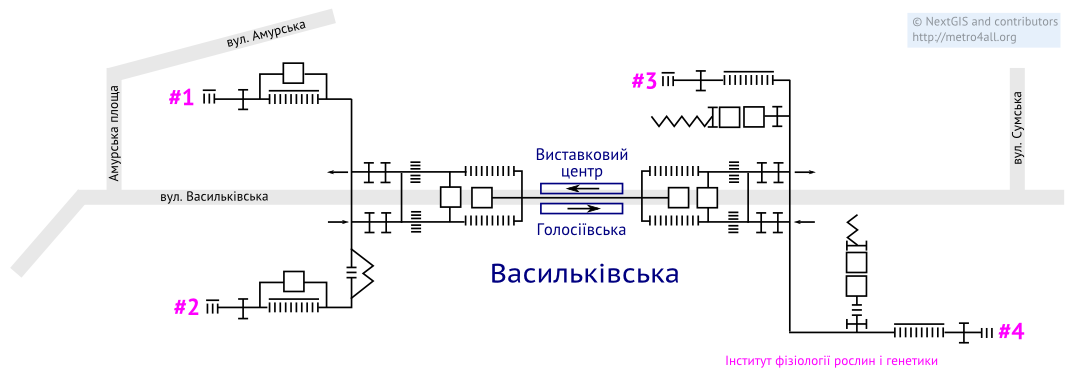 © NextGIS and contributors
http://metro4all.org
вул. Амурська
#1
#3
Амурська площа
вул. Сумська
Виставковий
центр
вул. Васильківська
Голосіївська
Васильківська
#2
#4
Інститут фізіології рослин і генетики